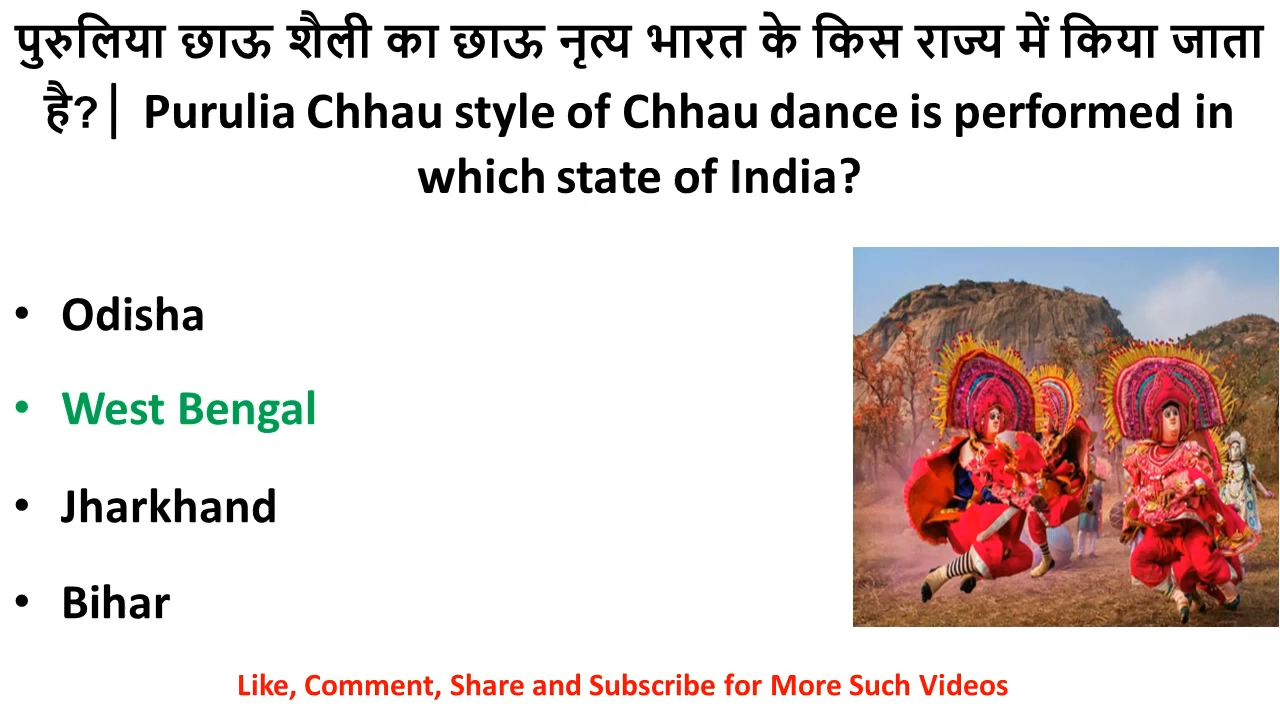 पुरुलिया छाऊ शैली का छाऊ नृत्य भारत के किस राज्य में किया जाता
है?| Purulia Chhau style of Chhau dance is performed in
which state of India?
• Odisha
• West Bengal
• Jharkhand
• Bihar
Like, Comment, Share and Subscribe for More Such Videos